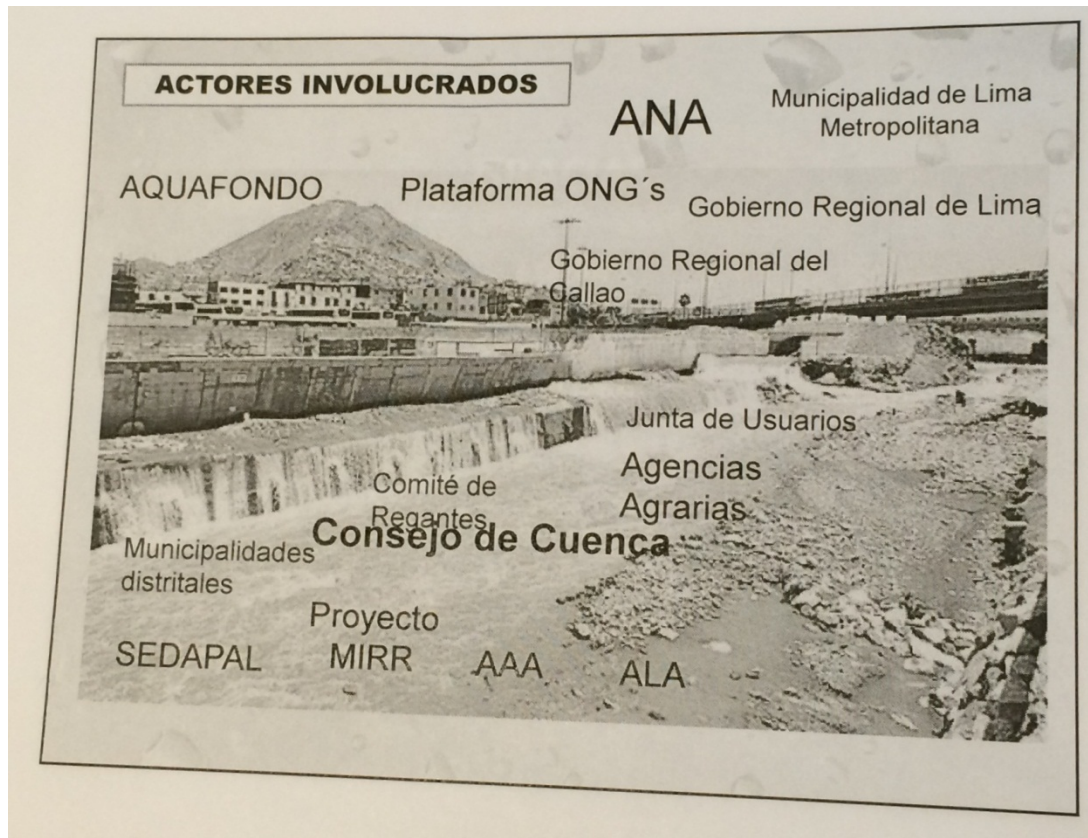 ACTORES INVOLUCRADOS
ANA
Municipalidad de Lima
Metropolitana
AQUAFONDO
Plataforma ONG´s
Gobierno Regional de Lima
Gobierno Regional del
Callao
Junta de Usuarios
Agencias
Agrarias
Comité de
Regantes
Consejo de Cuenca
Municipalidades
distritales
Proyecto
MIRR
SEDAPAL
AAA
ALA